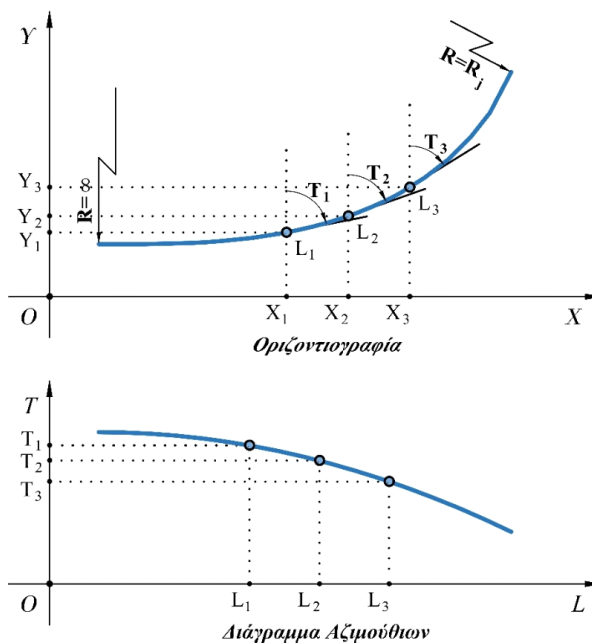 Y
R=R_j
T_1
T_2
T_3
Y_3
Y_2
Y_1
R=∞
L_1
L_2
L_3
O
X_1
X_2
X_3
X
Οριζοντιογραφία
T
T_1
T_2
T_3
O
L_1
L_2
L_3
L
Διάγραμμα Αζιμούθιων